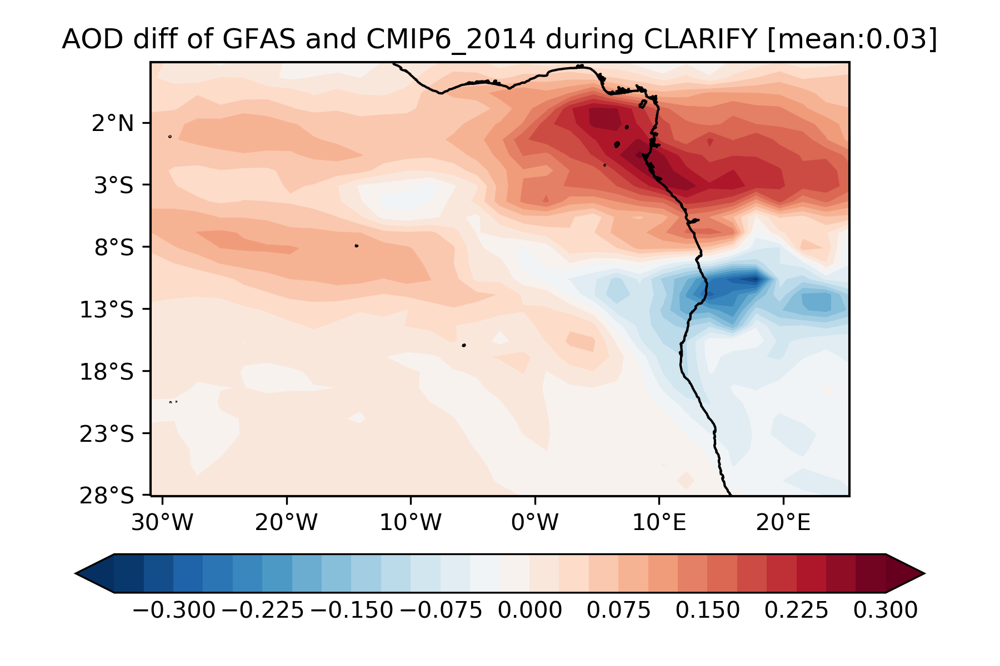 AOD diff of GFAS and CMIP6_2014 during CLARIFY [mean:0.03]
2°N
3°S
8°S
13°S
18°S
23°S
28°S
30°W 20°W 10°W 0°W 10°E 20°E
−0.300 −0.225 −0.150 −0.075 0.000 0.075 0.150 0.225 0.300